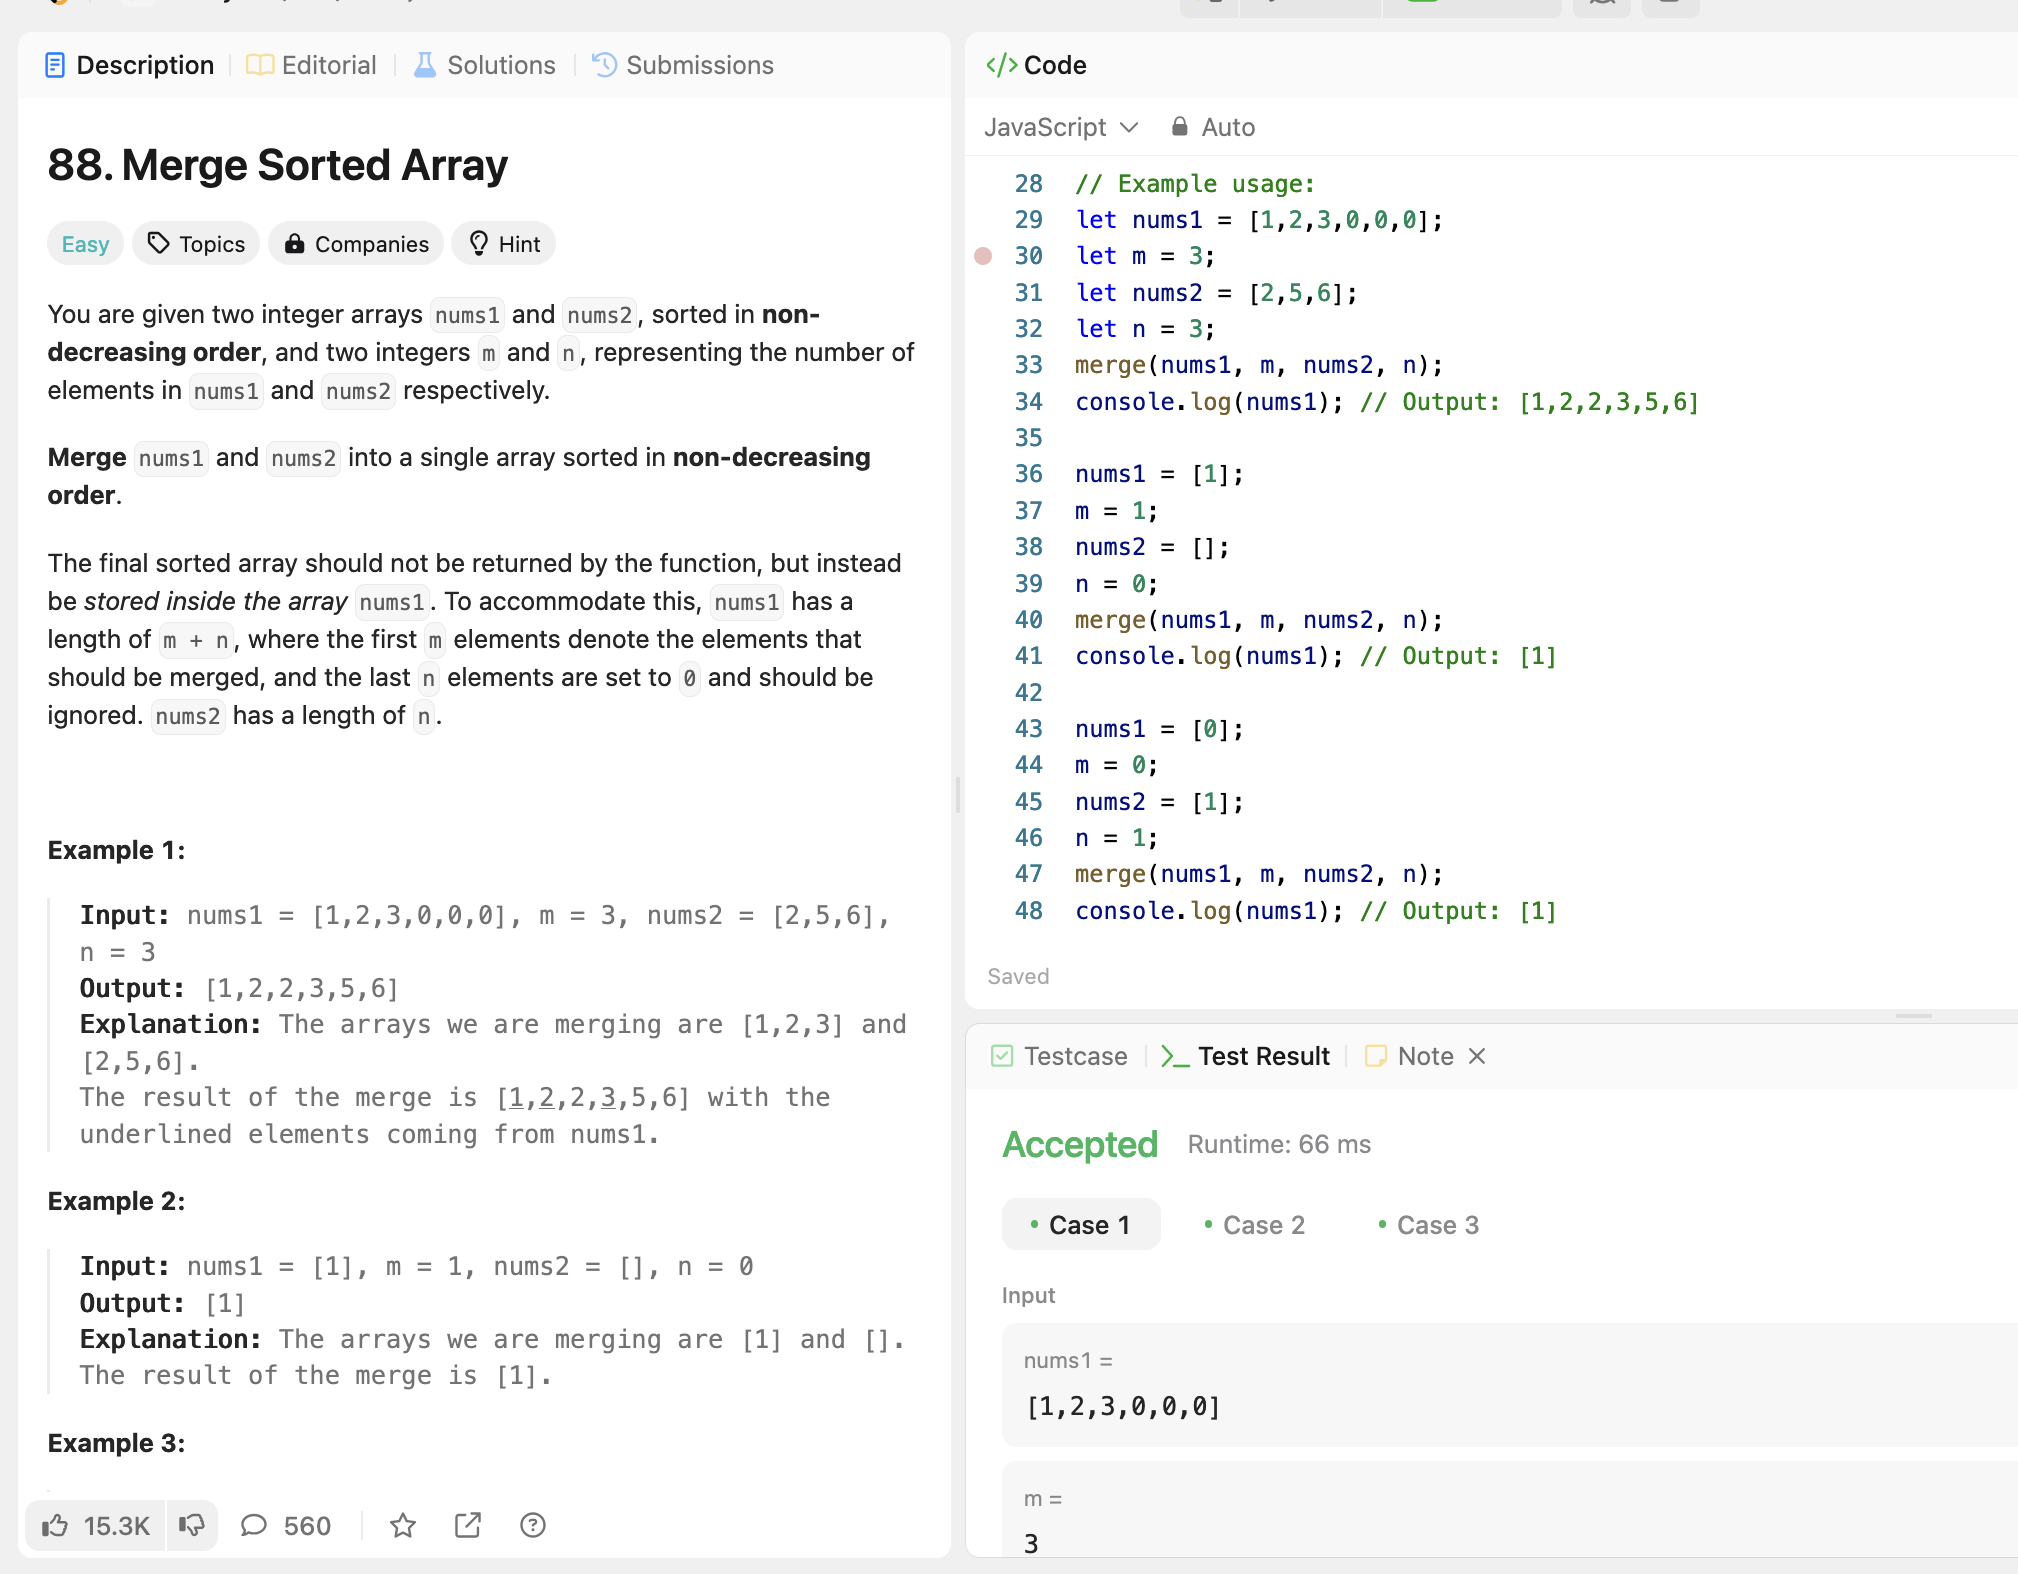 Description
Editorial
Solutions
Submissions
88. Merge Sorted Array
Easy
Topics
Companies
Hint
You are given two integer arrays nums1 and nums2, sorted in non-
decreasing order, and two integers m and n, representing the number of
elements in nums1 and nums2 respectively.
Merge nums1 and nums2 into a single array sorted in non-decreasing
order.
The final sorted array should not be returned by the function, but instead
be stored inside the array nums1. To accommodate this, nums1 has a
length of m + n, where the first m elements denote the elements that
should be merged, and the last n elements are set to 0 and should be
ignored. nums2 has a length of n.
Example 1:
Input: nums1 = [1,2,3,0,0,0], m = 3, nums2 = [2,5,6],
n = 3
Output: [1,2,2,3,5,6]
Explanation: The arrays we are merging are [1,2,3] and
[2,5,6].
The result of the merge is [1,2,2,3,5,6] with the
underlined elements coming from nums1.
Example 2:
Input: nums1 = [1], m = 1, nums2 = [], n = 0
Output: [1]
Explanation: The arrays we are merging are [1] and [].
The result of the merge is [1].
Example 3:
15.3K
560
</> Code
JavaScript
Auto
28 // Example usage:
29 let nums1 = [1,2,3,0,0,0];
30 let m = 3;
31 let nums2 = [2,5,6];
32 let n = 3;
33 merge(nums1, m, nums2, n);
34 console.log(nums1); // Output: [1,2,2,3,5,6]
35
36 nums1 = [1];
37 m = 1;
38 nums2 = [];
39 n = 0;
40 merge(nums1, m, nums2, n);
41 console.log(nums1); // Output: [1]
42
43 nums1 = [0];
44 m = 0;
45 nums2 = [1];
46 n = 1;
47 merge(nums1, m, nums2, n);
48 console.log(nums1); // Output: [1]
Saved
Testcase
>_ Test Result
Note
Accepted Runtime: 66 ms
Case 1
Case 2
Case 3
Input
nums1 =
[1,2,3,0,0,0]
m =
3